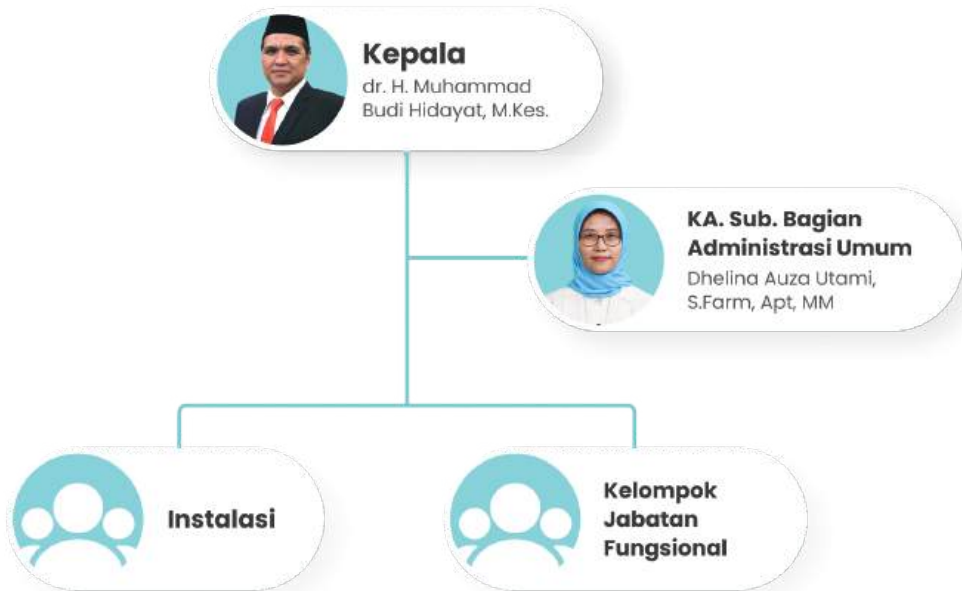 Kepala
dr. H. Muhammad
Budi Hidayat, M.Kes.
KA. Sub. Bagian
Administrasi Umum
Dhelina Auza Utami,
S.Farm, Apt, MM
Instalasi
Kelompok
Jabatan
Fungsional